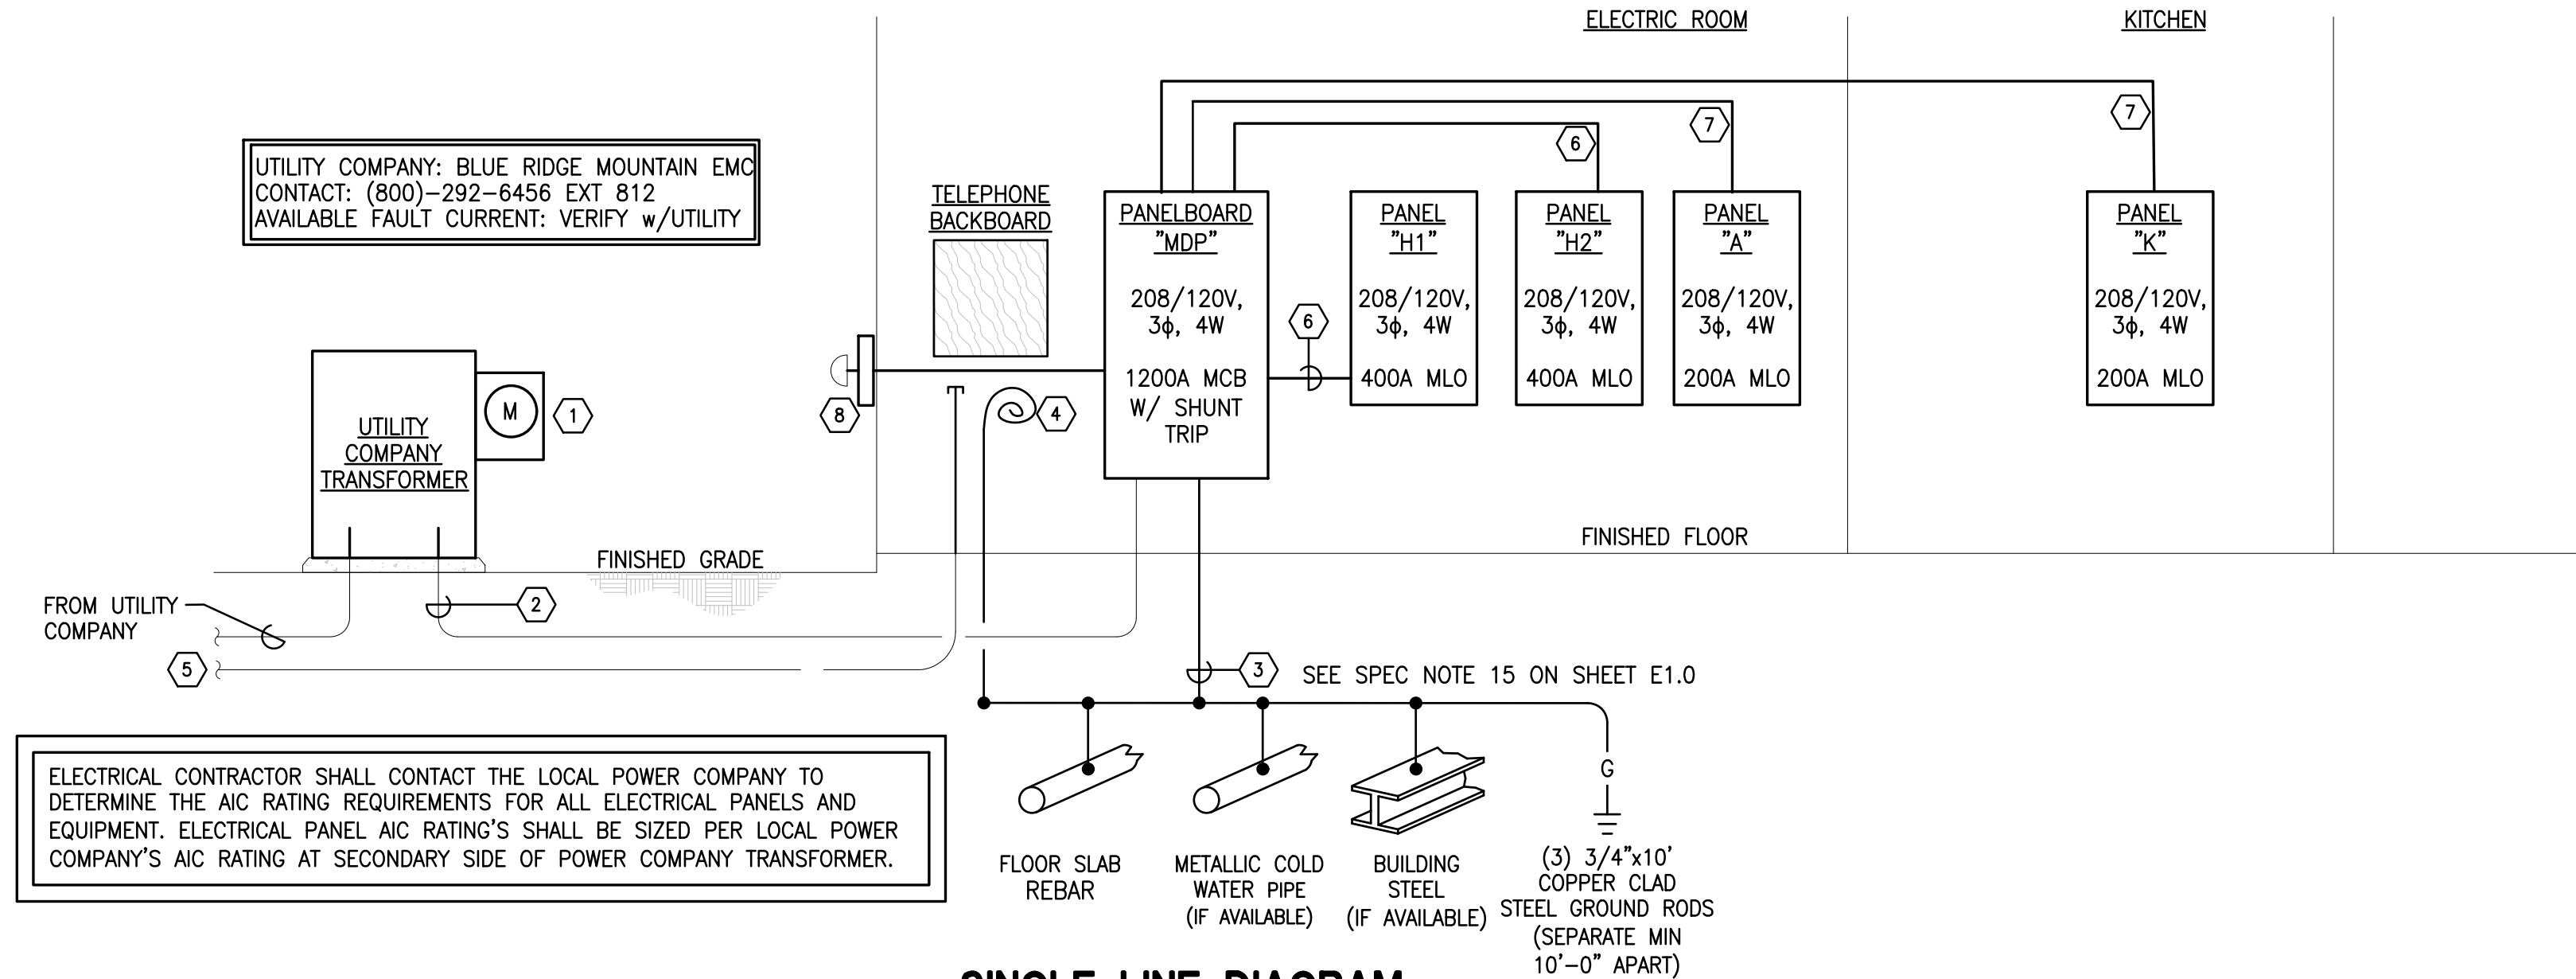 ELECTRIC ROOM
KITCHEN
UTILITY COMPANY: BLUE RIDGE MOUNTAIN EMC
CONTACT: (800)-292-6456 EXT 812
AVAILABLE FAULT CURRENT: VERIFY w/UTILITY
TELEPHONE
BACKBOARD
PANELBOARD
"MDP"
208/120V,
3ϕ, 4W
1200A MCB
W/ SHUNT
TRIP
PANEL
"H1"
208/120V,
3ϕ, 4W
400A MLO
PANEL
"H2"
208/120V,
3ϕ, 4W
400A MLO
PANEL
"A"
208/120V,
3ϕ, 4W
200A MLO
PANEL
"K"
208/120V,
3ϕ, 4W
200A MLO
6
7
7
6
UTILITY
COMPANY
TRANSFORMER
M
1
8
4
FINISHED GRADE
FINISHED FLOOR
FROM UTILITY
COMPANY
2
5
3
SEE SPEC NOTE 15 ON SHEET E1.0
ELECTRICAL CONTRACTOR SHALL CONTACT THE LOCAL POWER COMPANY TO
DETERMINE THE AIC RATING REQUIREMENTS FOR ALL ELECTRICAL PANELS AND
EQUIPMENT. ELECTRICAL PANEL AIC RATING'S SHALL BE SIZED PER LOCAL POWER
COMPANY'S AIC RATING AT SECONDARY SIDE OF POWER COMPANY TRANSFORMER.
FLOOR SLAB
REBAR
METALLIC COLD
WATER PIPE
(IF AVAILABLE)
BUILDING
STEEL
(IF AVAILABLE)
G
(3) 3/4"x10'
COPPER CLAD
STEEL GROUND RODS
(SEPARATE MIN
10'-0" APART)
SINGLE LINE DIAGRAM